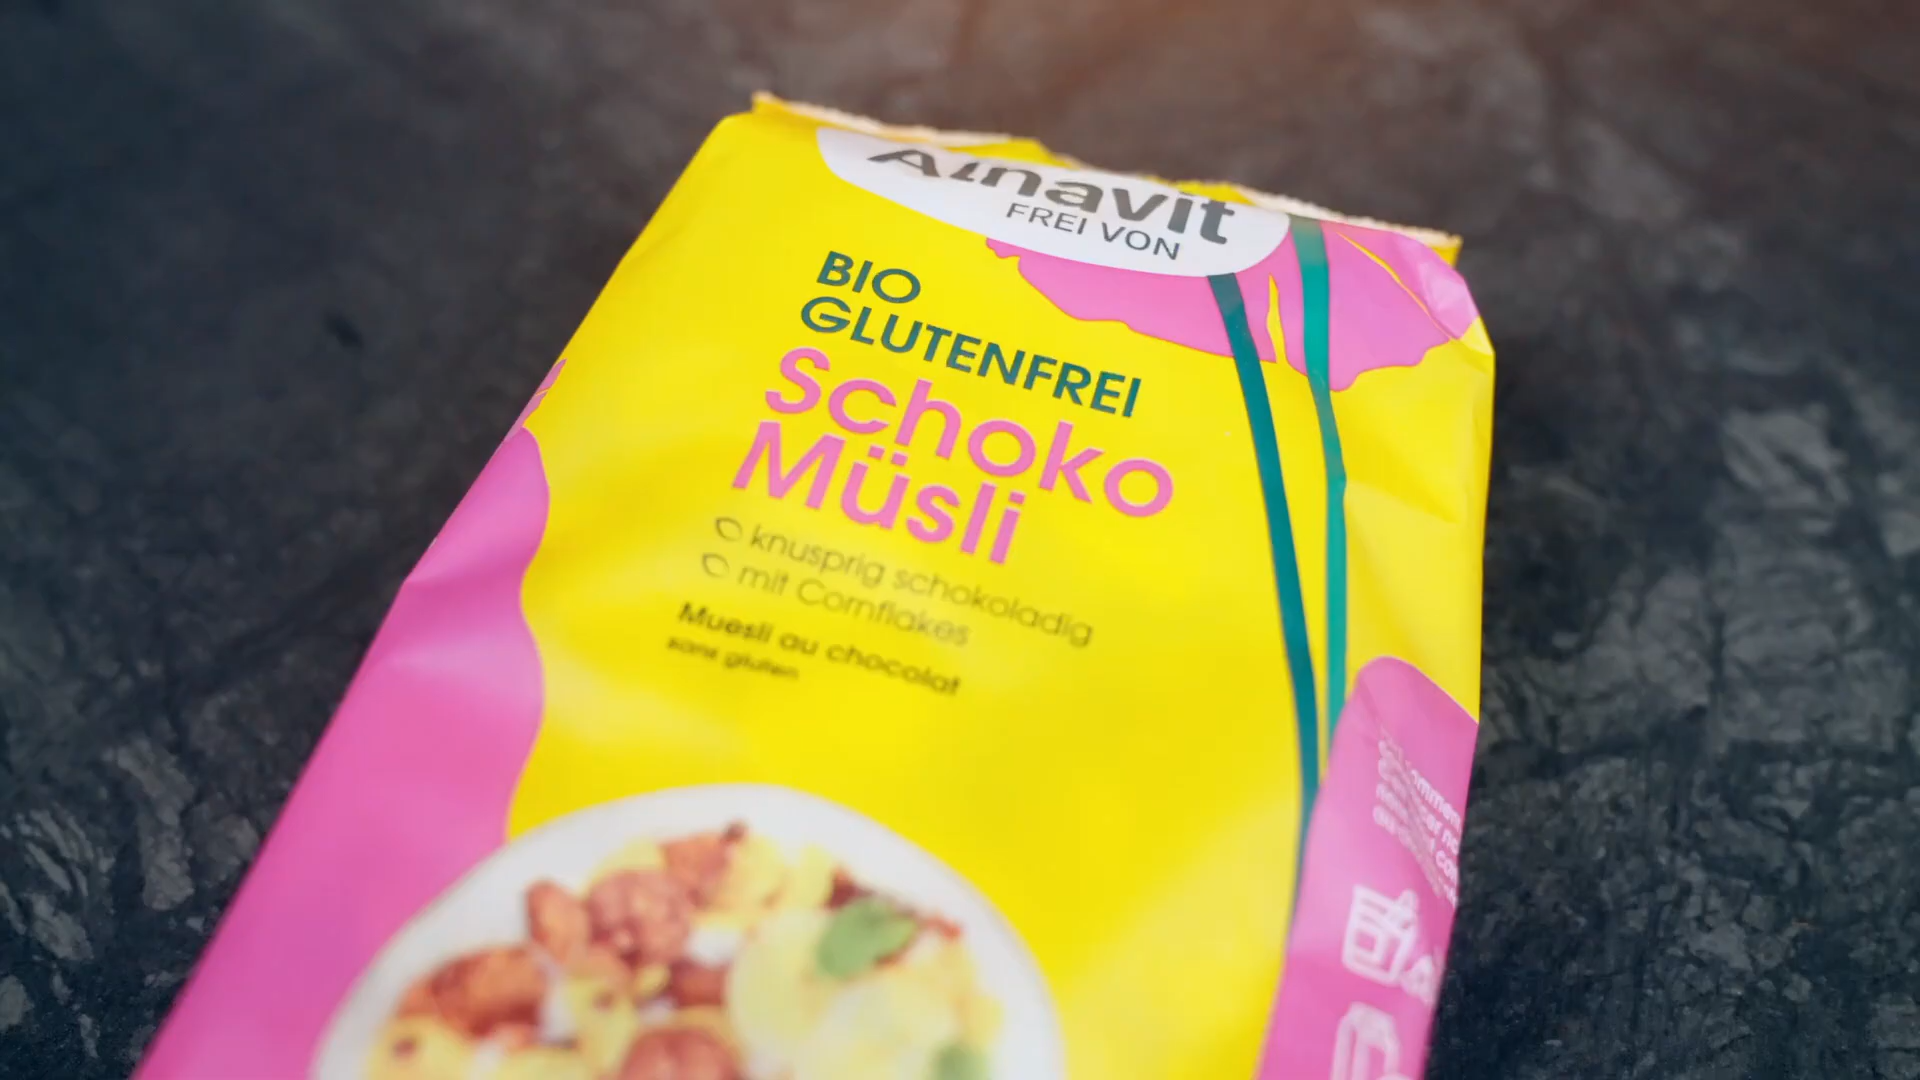 Alnavit
FREI VON
BIO
GLUTENFREI
Schoko
Müsli
knusprig schokoladig
mit Cornflakes
Muesli au chocolat
sans gluten